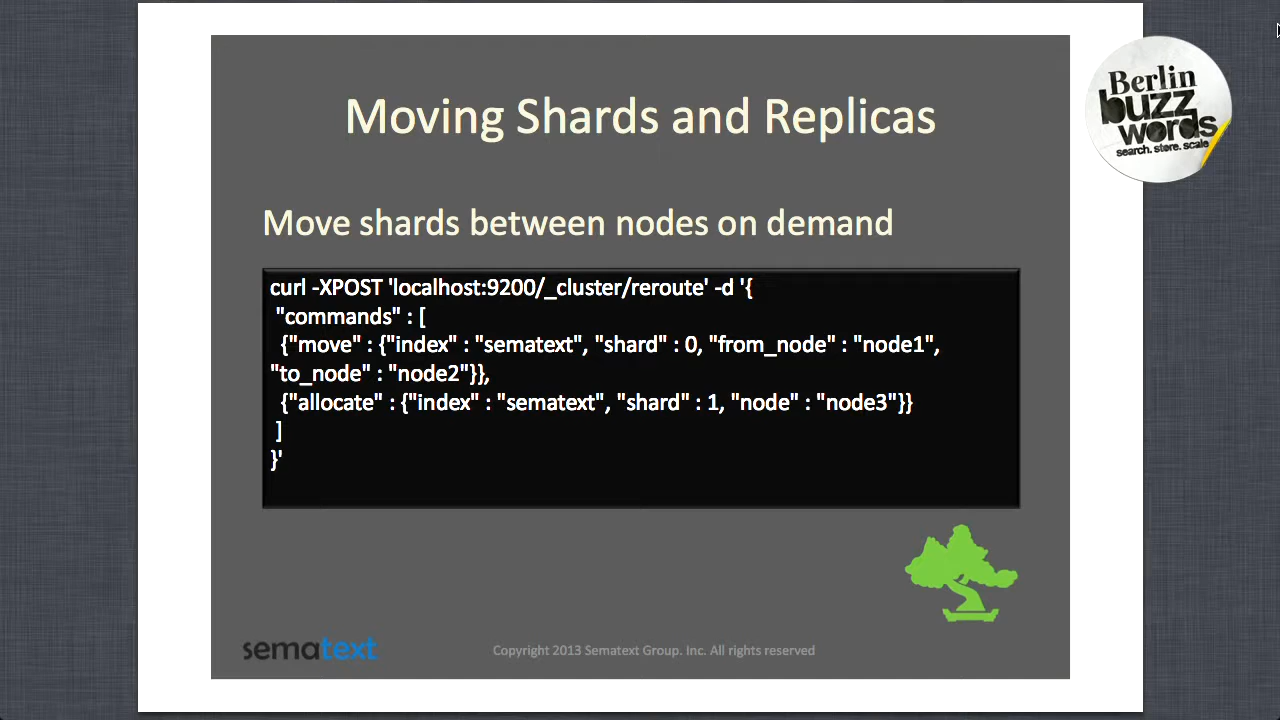 Moving Shards and Replicas
Berlin
buzz
words
search. store. scale
Move shards between nodes on demand
curl -XPOST 'localhost:9200/_cluster/reroute' -d '{
"commands" : [
{"move" : {"index" : "sematext", "shard" : 0, "from_node" : "node1",
"to_node" : "node2"}},
{"allocate" : {"index" : "sematext", "shard" : 1, "node" : "node3"}}
]
}'
sematext
Copyright 2013 Sematext Group. Inc. All rights reserved